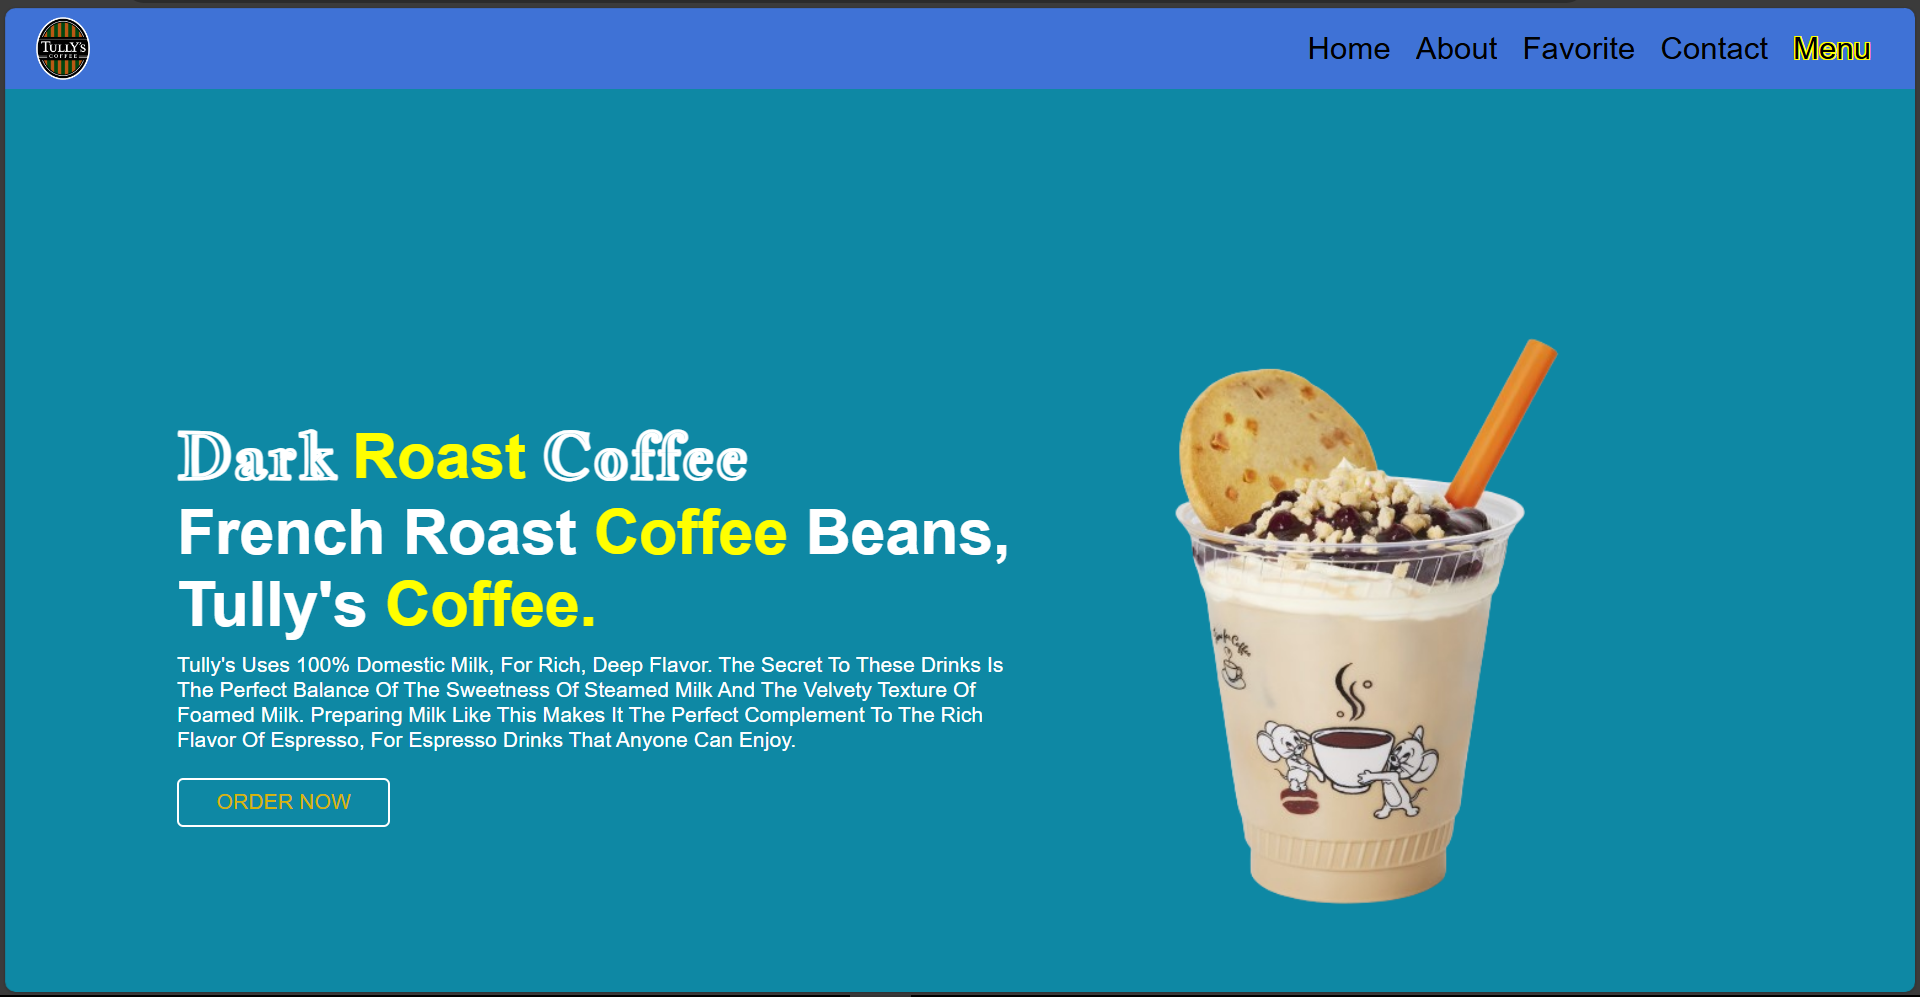 TULLY'S
COFFEE
Home About Favorite Contact Menu
Dark Roast Coffee
French Roast Coffee Beans,
Tully's Coffee.
Tully's Uses 100% Domestic Milk, For Rich, Deep Flavor. The Secret To These Drinks Is
The Perfect Balance Of The Sweetness Of Steamed Milk And The Velvety Texture Of
Foamed Milk. Preparing Milk Like This Makes It The Perfect Complement To The Rich
Flavor Of Espresso, For Espresso Drinks That Anyone Can Enjoy.
ORDER NOW